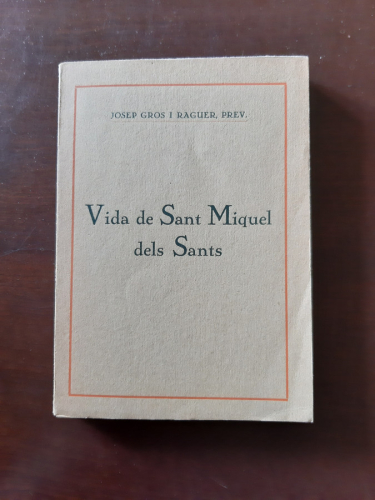 JOSEP GROS I RAGUER, PREV.
Vida de Sant Miquel
dels Sants